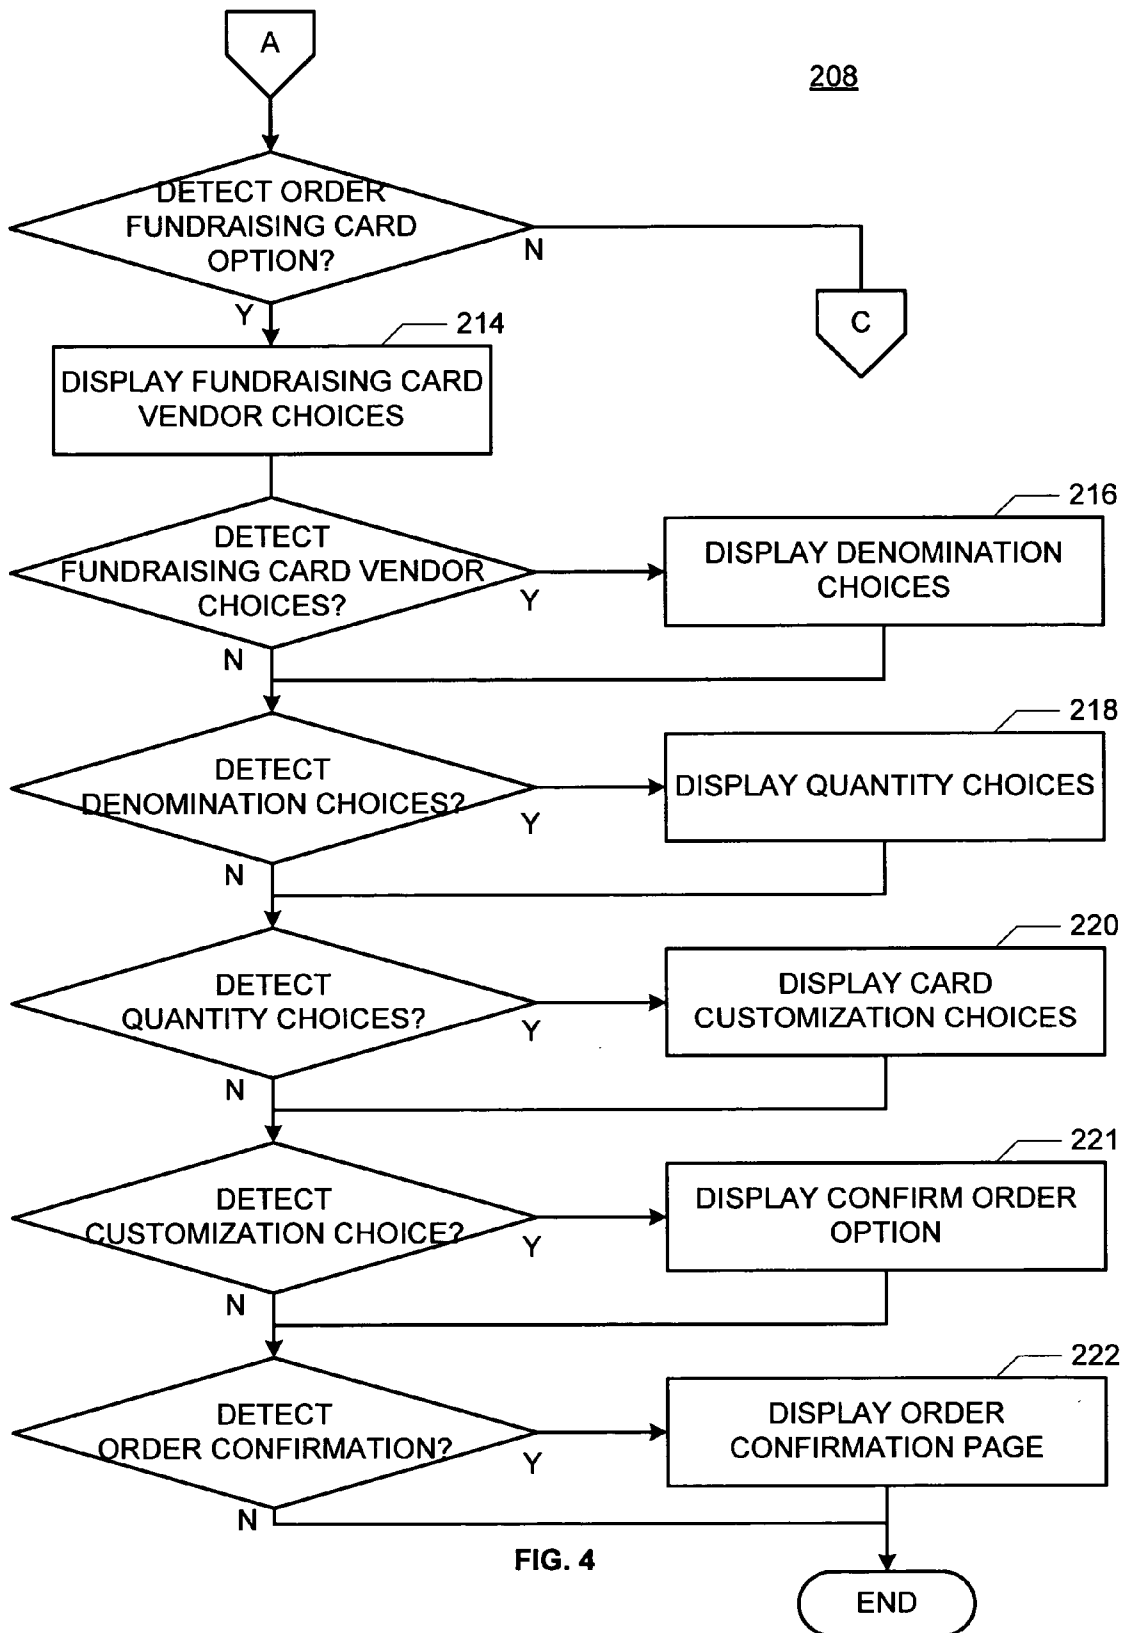 A
208
DETECT ORDER
FUNDRAISING CARD
OPTION?
N
Y
C
214
DISPLAY FUNDRAISING CARD
VENDOR CHOICES
216
DETECT
FUNDRAISING CARD VENDOR
CHOICES?
Y
N
DISPLAY DENOMINATION
CHOICES
218
DETECT
DENOMINATION CHOICES?
Y
N
DISPLAY QUANTITY CHOICES
220
DETECT
QUANTITY CHOICES?
Y
N
DISPLAY CARD
CUSTOMIZATION CHOICES
221
DETECT
CUSTOMIZATION CHOICE?
Y
N
DISPLAY CONFIRM ORDER
OPTION
222
DETECT
ORDER CONFIRMATION?
Y
N
DISPLAY ORDER
CONFIRMATION PAGE
FIG. 4
END